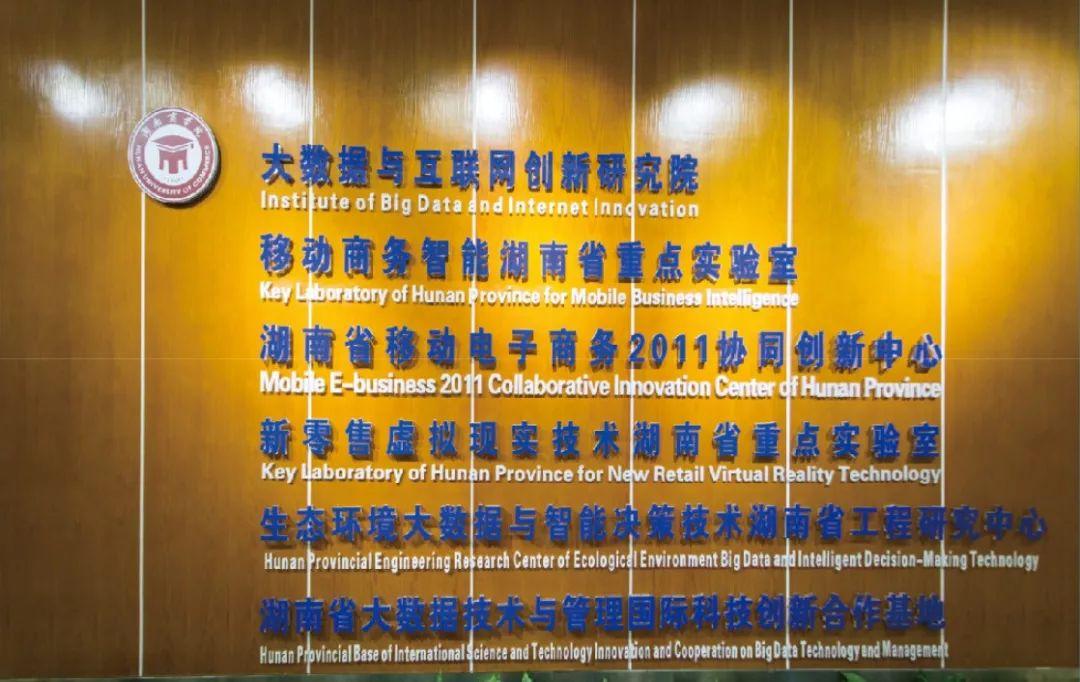 湖南商学院
HUNAN UNIVERSITY OF COMMERCE
大数据与互联网创新研究院
Institute of Big Data and Internet Innovation
移动商务智能湖南省重点实验室
Key Laboratory of Hunan Province for Mobile Business Intelligence
湖南省移动电子商务2011协同创新中心
Mobile E-business 2011 Collaborative Innovation Center of Hunan Province
新零售虚拟现实技术湖南省重点实验室
Key Laboratory of Hunan Province for New Retail Virtual Reality Technology
生态环境大数据与智能决策技术湖南省工程研究中心
Hunan Provincial Engineering Research Center of Ecological Environment Big Data and Intelligent Decision-Making Technology
湖南省大数据技术与管理国际科技创新合作基地
Hunan Provincial Base of International Science and Technology Innovation and Cooperation on Big Data Technology and Management